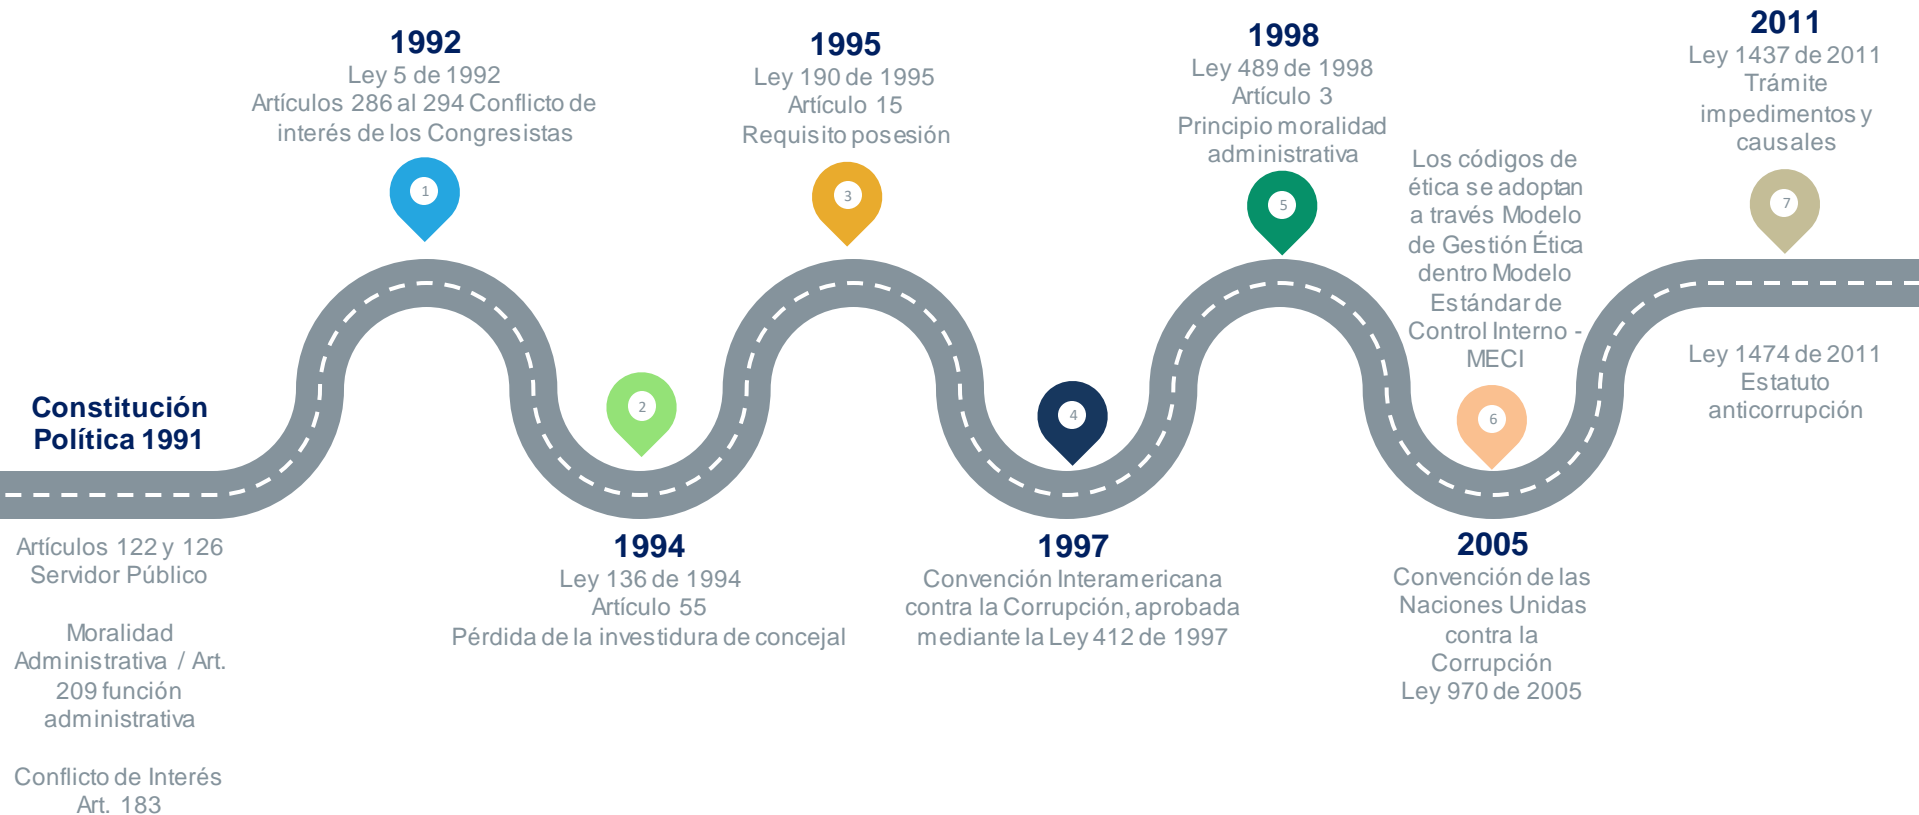 Constitución
Política 1991
Artículos 122 y 126
Servidor Público
Moralidad
Administrativa / Art.
209 función
administrativa
Conflicto de Interés
Art. 183
1992
Ley 5 de 1992
Artículos 286 al 294 Conflicto de
interés de los Congresistas
1
2
1994
Ley 136 de 1994
Artículo 55
Pérdida de la investidura de concejal
1995
Ley 190 de 1995
Artículo 15
Requisito posesión
3
4
1997
Convención Interamericana
contra la Corrupción, aprobada
mediante la Ley 412 de 1997
1998
Ley 489 de 1998
Artículo 3
Principio moralidad
administrativa
5
Los códigos de
ética se adoptan
a través Modelo
de Gestión Ética
dentro Modelo
Estándar de
Control Interno -
MECI
6
2005
Convención de las
Naciones Unidas
contra la
Corrupción
Ley 970 de 2005
2011
Ley 1437 de 2011
Trámite
impedimentos y
causales
7
Ley 1474 de 2011
Estatuto
anticorrupción